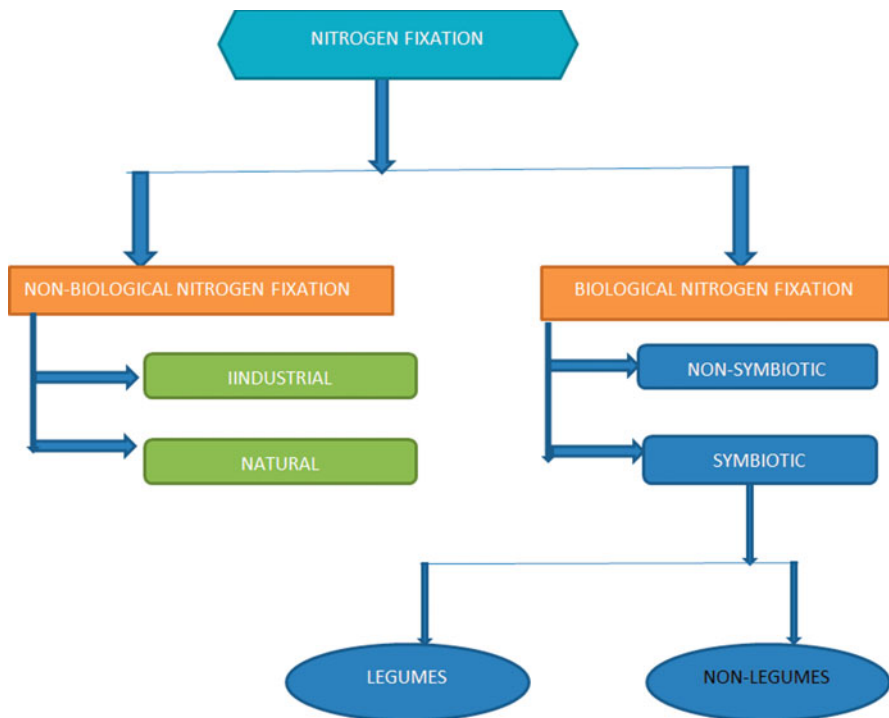 NITROGEN FIXATION
NON-BIOLOGICAL NITROGEN FIXATION
BIOLOGICAL NITROGEN FIXATION
IINDUSTRIAL
NON-SYMBIOTIC
NATURAL
SYMBIOTIC
LEGUMES
NON-LEGUMES